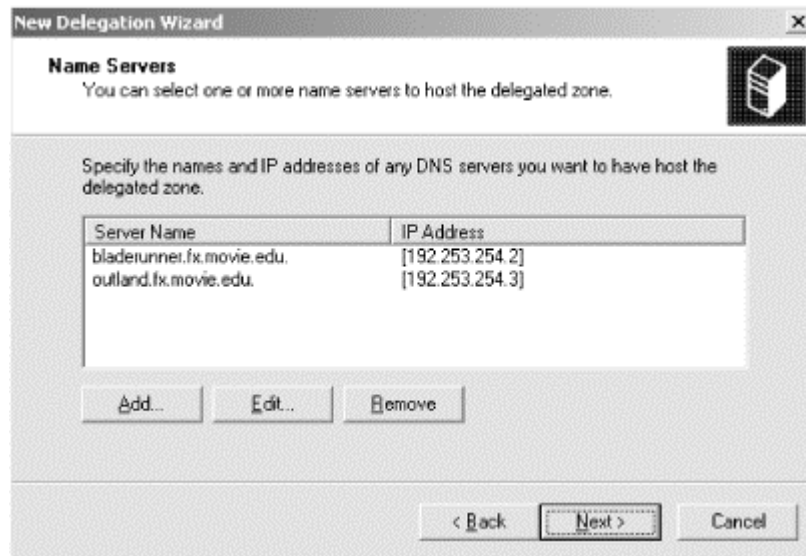 New Delegation Wizard
Name Servers
You can select one or more name servers to host the delegated zone.
Specify the names and IP addresses of any DNS servers you want to have host the
delegated zone.
Server Name IP Address
bladerunner.fx.movie.edu. [192.253.254.2]
outland.fx.movie.edu. [192.253.254.3]
Add... Edit... Remove
< Back Next > Cancel